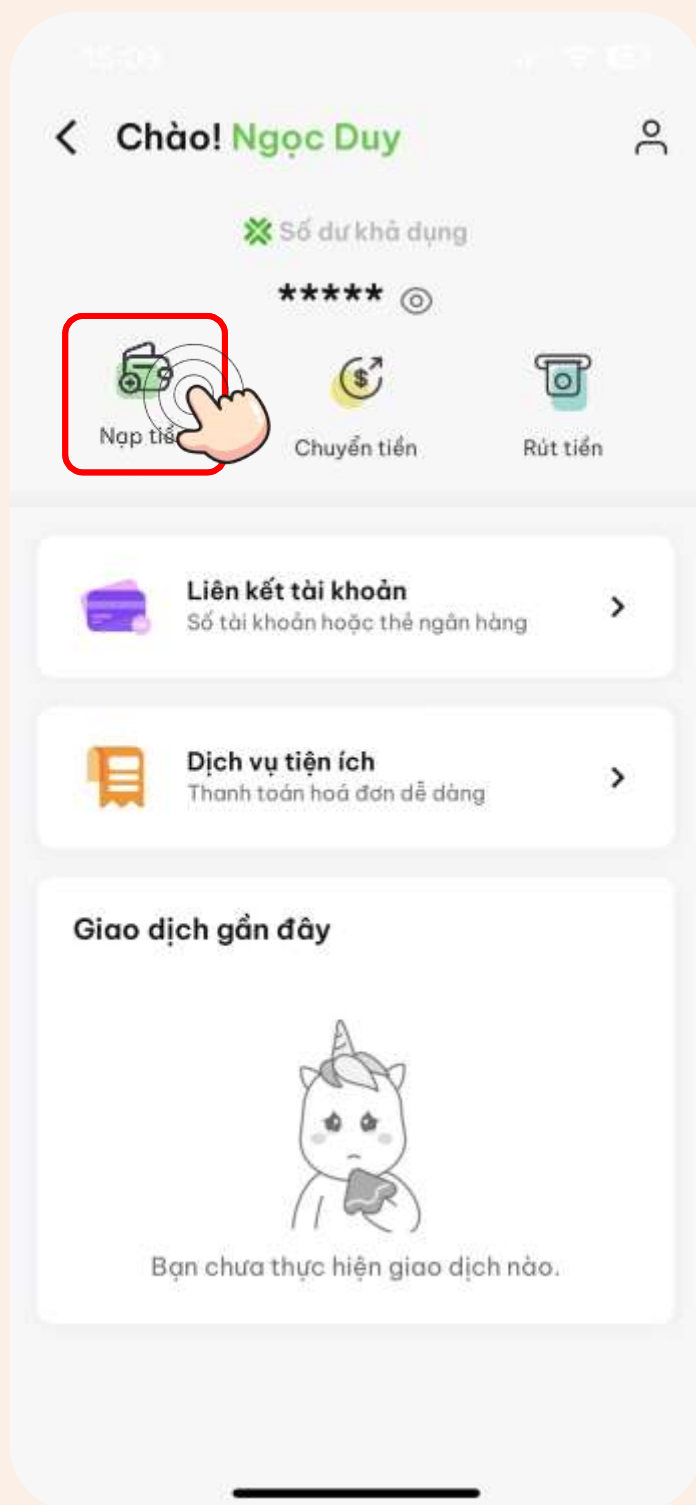 Chào! Ngọc Duy
Số dư khả dụng
*****
Nạp
Chuyển tiền
Rút tiền
Liên kết tài khoản
Số tài khoản hoặc thẻ ngân hàng
Dịch vụ tiện ích
Thanh toán hoá đơn dễ dàng
Giao dịch gần đây
Bạn chưa thực hiện giao dịch nào.